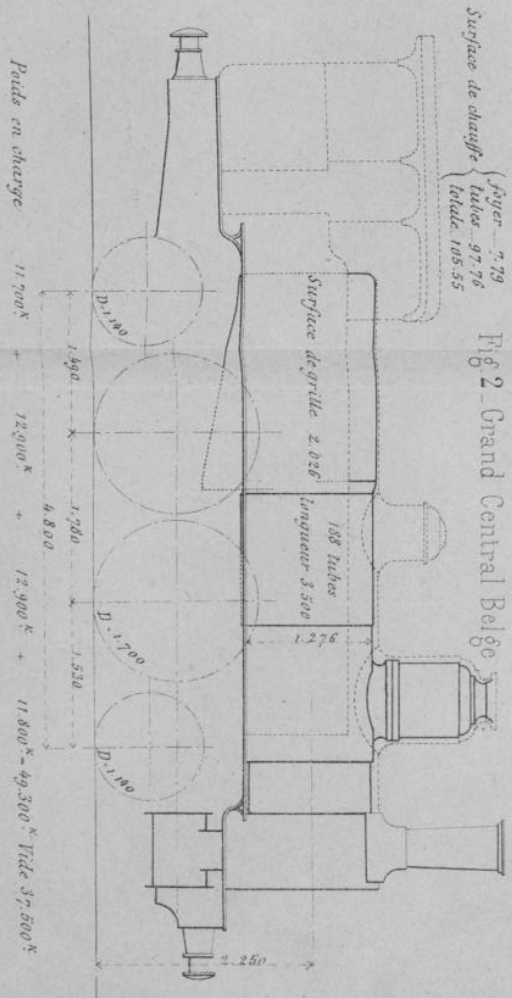 Fig. 2 _ Grand Central Belge
Surface de chauffe { foyer 7.79
tubes 97.76
totale 105.55
Surface de grille 2.026
188 tubes
longueur 3.500
1.276
2.250
D=1.140
D=1.700
D=1.140
1.490
1.780
1.530
4.800
Poids en charge 11.700ᴷ + 12.900ᴷ + 12.900ᴷ + 11.800ᴷ = 49.300ᴷ Vide 37.500ᴷ